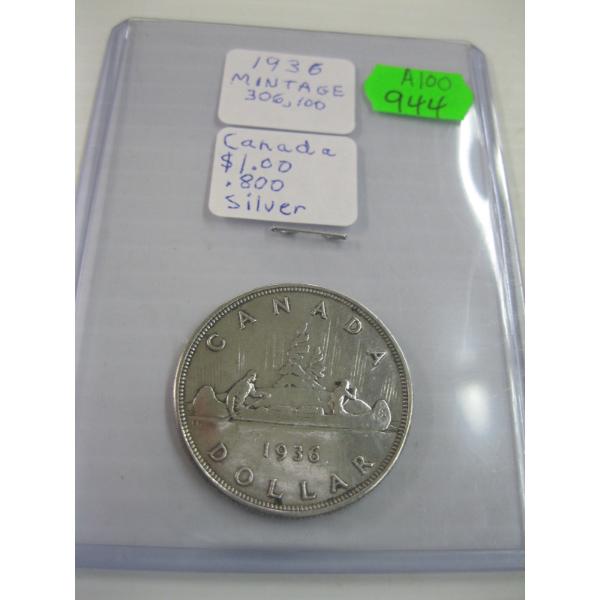 1936
MINTAGE
306,100
A100
944
Canada
$1.00
.800
Silver
CANADA
1936
DOLLAR